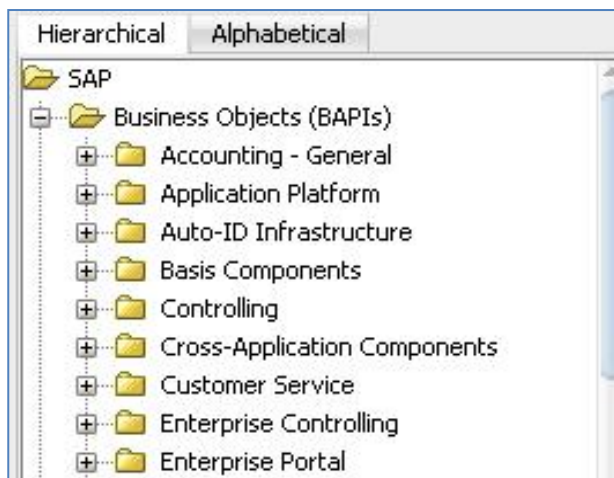 Hierarchical Alphabetical
SAP
Business Objects (BAPIs)
Accounting - General
Application Platform
Auto-ID Infrastructure
Basis Components
Controlling
Cross-Application Components
Customer Service
Enterprise Controlling
Enterprise Portal